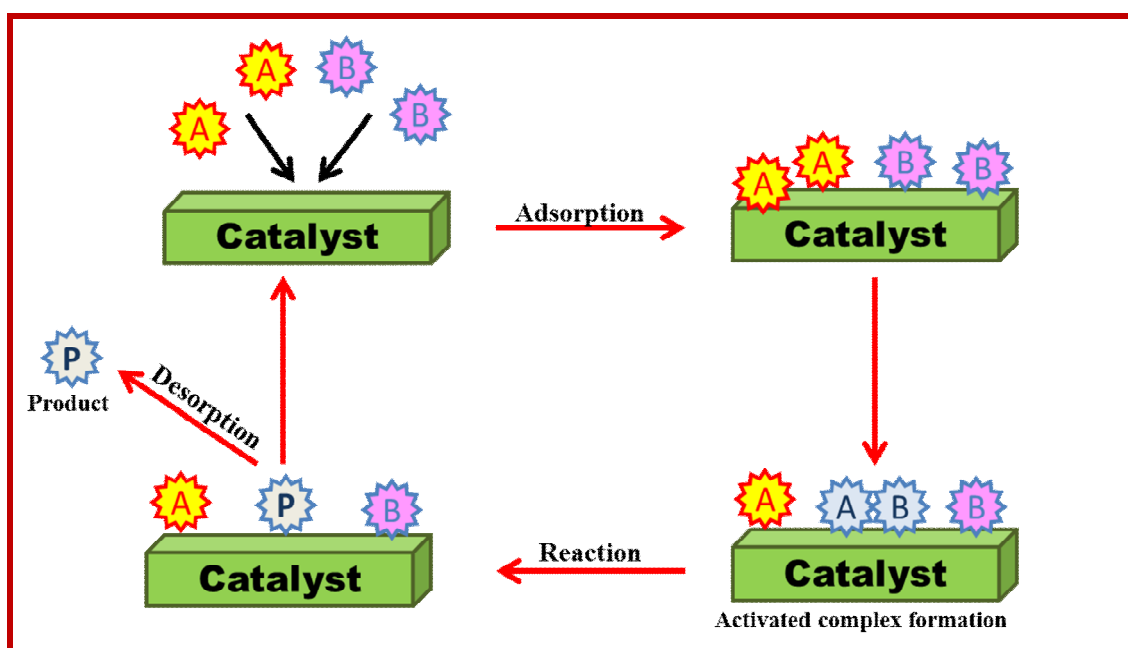 A
B
A
B
Catalyst
Adsorption
A
A
B
B
Catalyst
P
Product
Desorption
A
P
B
Catalyst
Reaction
A
A
B
B
Catalyst
Activated complex formation